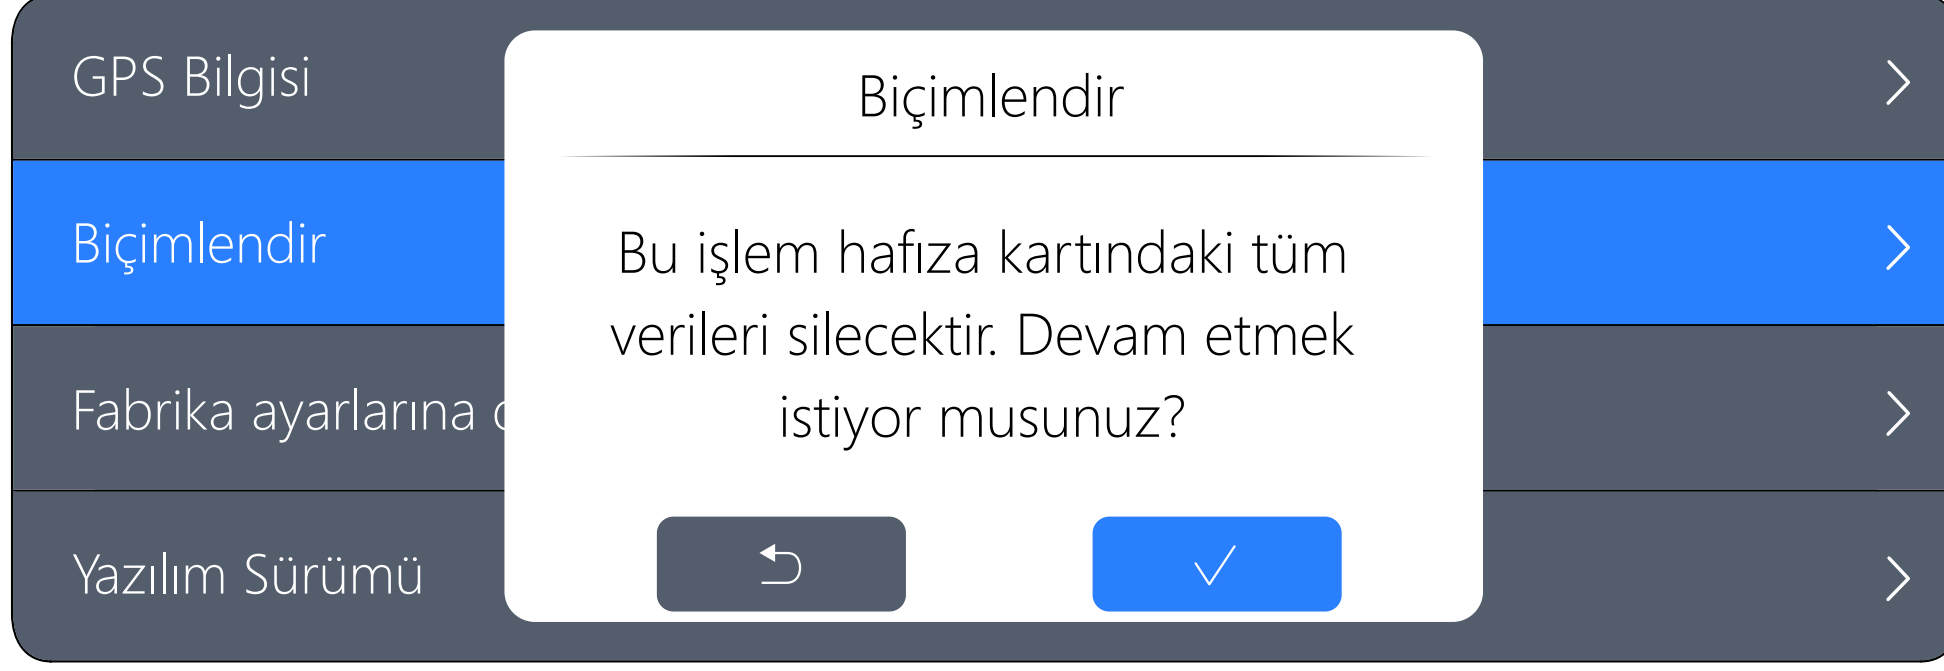 GPS Bilgisi
Biçimlendir
Fabrika ayarlarına
Yazılım Sürümü
Biçimlendir
Bu işlem hafıza kartındaki tüm
verileri silecektir. Devam etmek
istiyor musunuz?